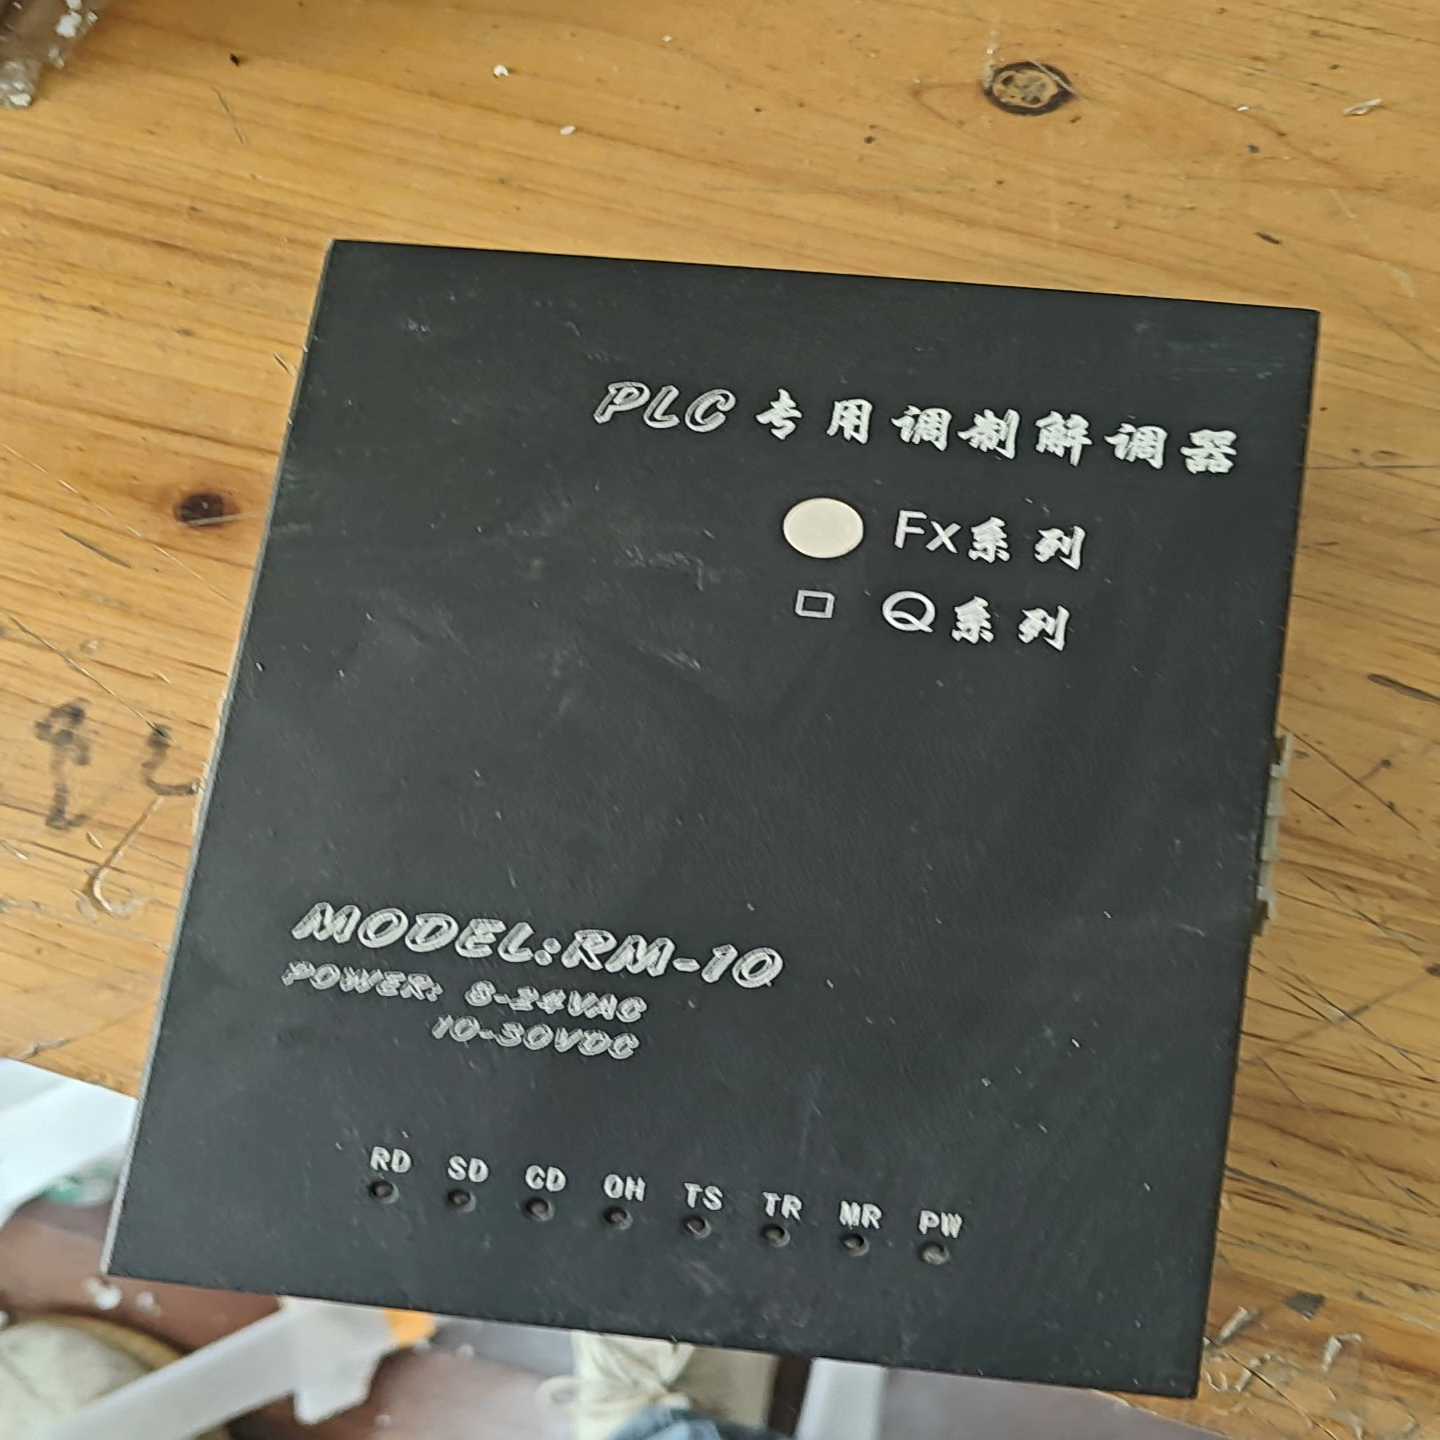 PLC专用调制解调器
Fx系列
Q系列
MODEL:RM-10
POWER: 8-24VAC
10-30VDC
RD SD CD OH TS TR MR PW